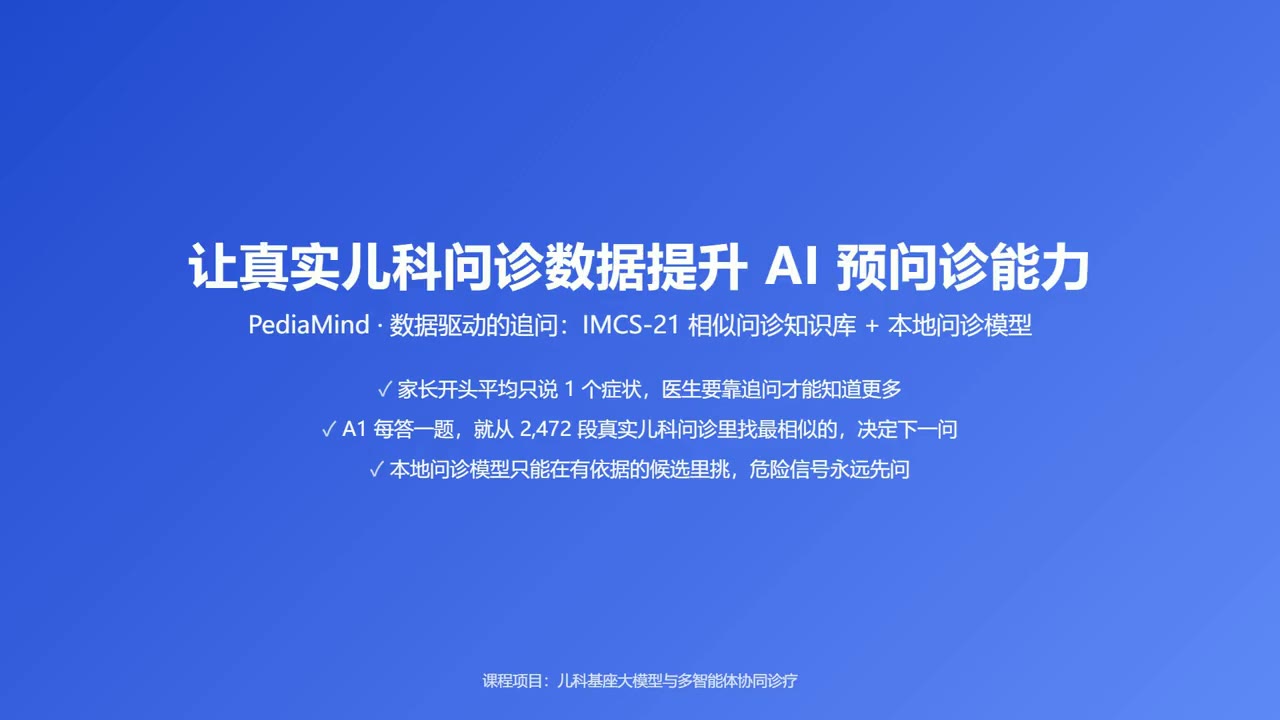 让真实儿科问诊数据提升 AI 预问诊能力
PediaMind · 数据驱动的追问：IMCS-21 相似问诊知识库 + 本地问诊模型
✓ 家长开头平均只说 1 个症状，医生要靠追问才能知道更多
✓ A1 每答一题，就从 2,472 段真实儿科问诊里找最相似的，决定下一问
✓ 本地问诊模型只能在有依据的候选里挑，危险信号永远先问
课程项目：儿科基座大模型与多智能体协同诊疗